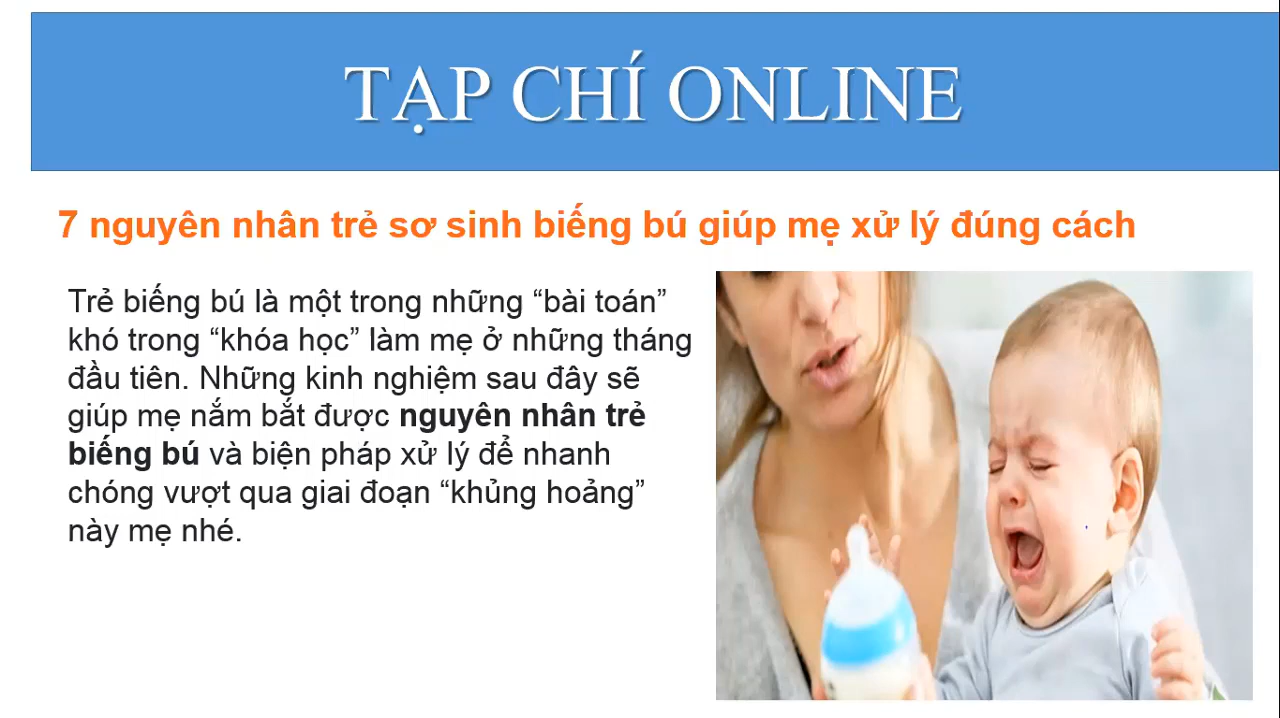 TẠP CHÍ ONLINE
7 nguyên nhân trẻ sơ sinh biếng bú giúp mẹ xử lý đúng cách
Trẻ biếng bú là một trong những “bài toán”
khó trong “khóa học” làm mẹ ở những tháng
đầu tiên. Những kinh nghiệm sau đây sẽ
giúp mẹ nắm bắt được nguyên nhân trẻ
biếng bú và biện pháp xử lý để nhanh
chóng vượt qua giai đoạn “khủng hoảng”
này mẹ nhé.